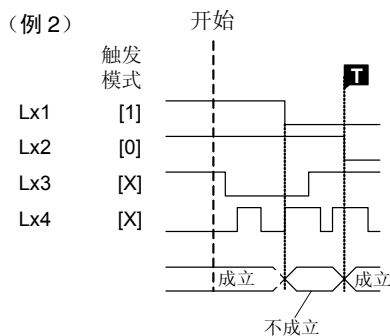 （例 2） 开始
触发
模式
T
Lx1 [1]
Lx2 [0]
Lx3 [X]
Lx4 [X]
成立 成立
不成立